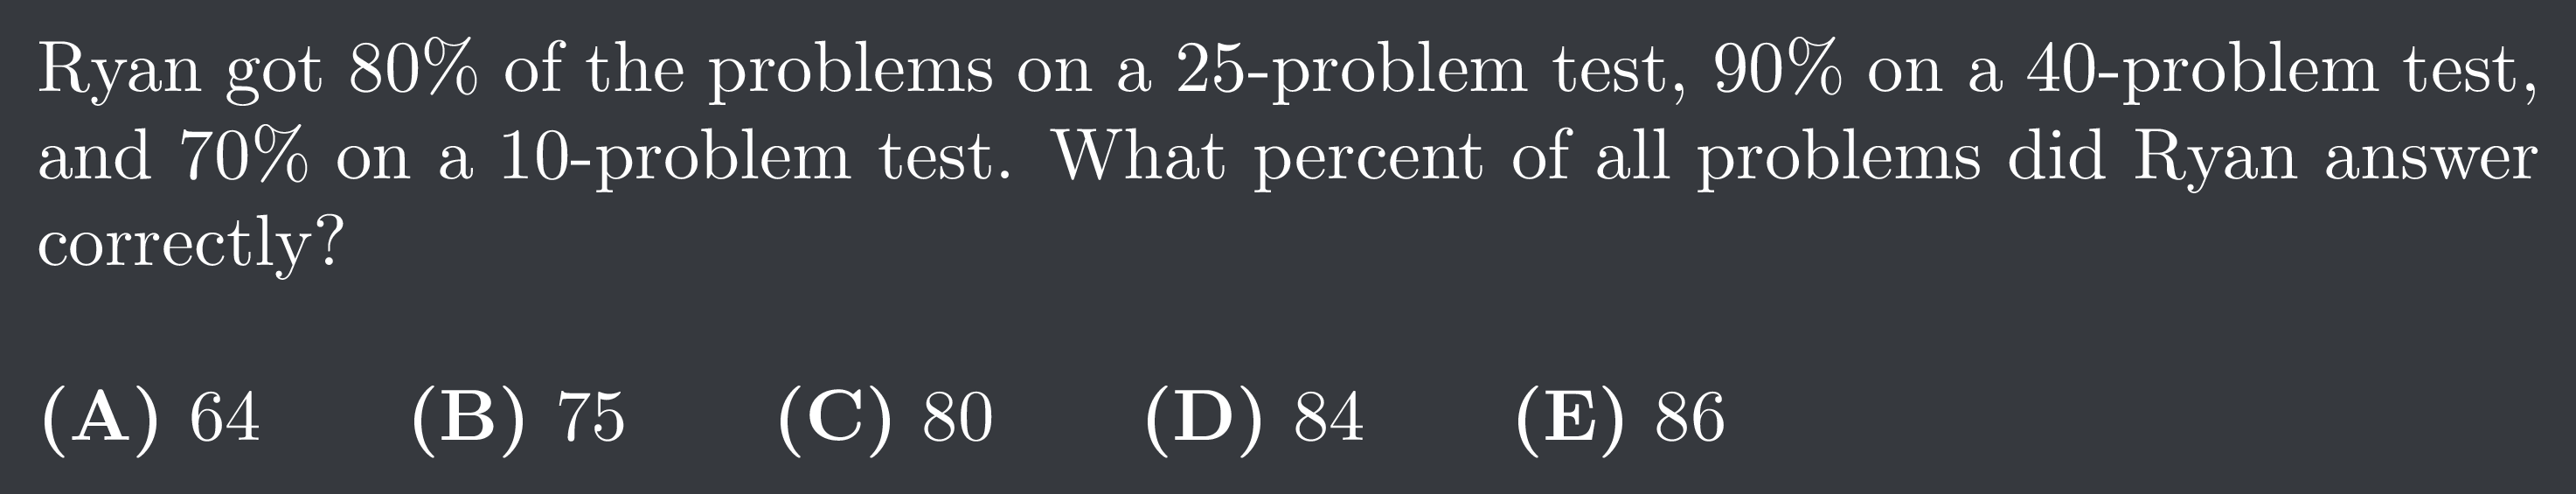 Ryan got 80% of the problems on a 25-problem test, 90% on a 40-problem test,
and 70% on a 10-problem test. What percent of all problems did Ryan answer
correctly?
(A) 64 (B) 75 (C) 80 (D) 84 (E) 86